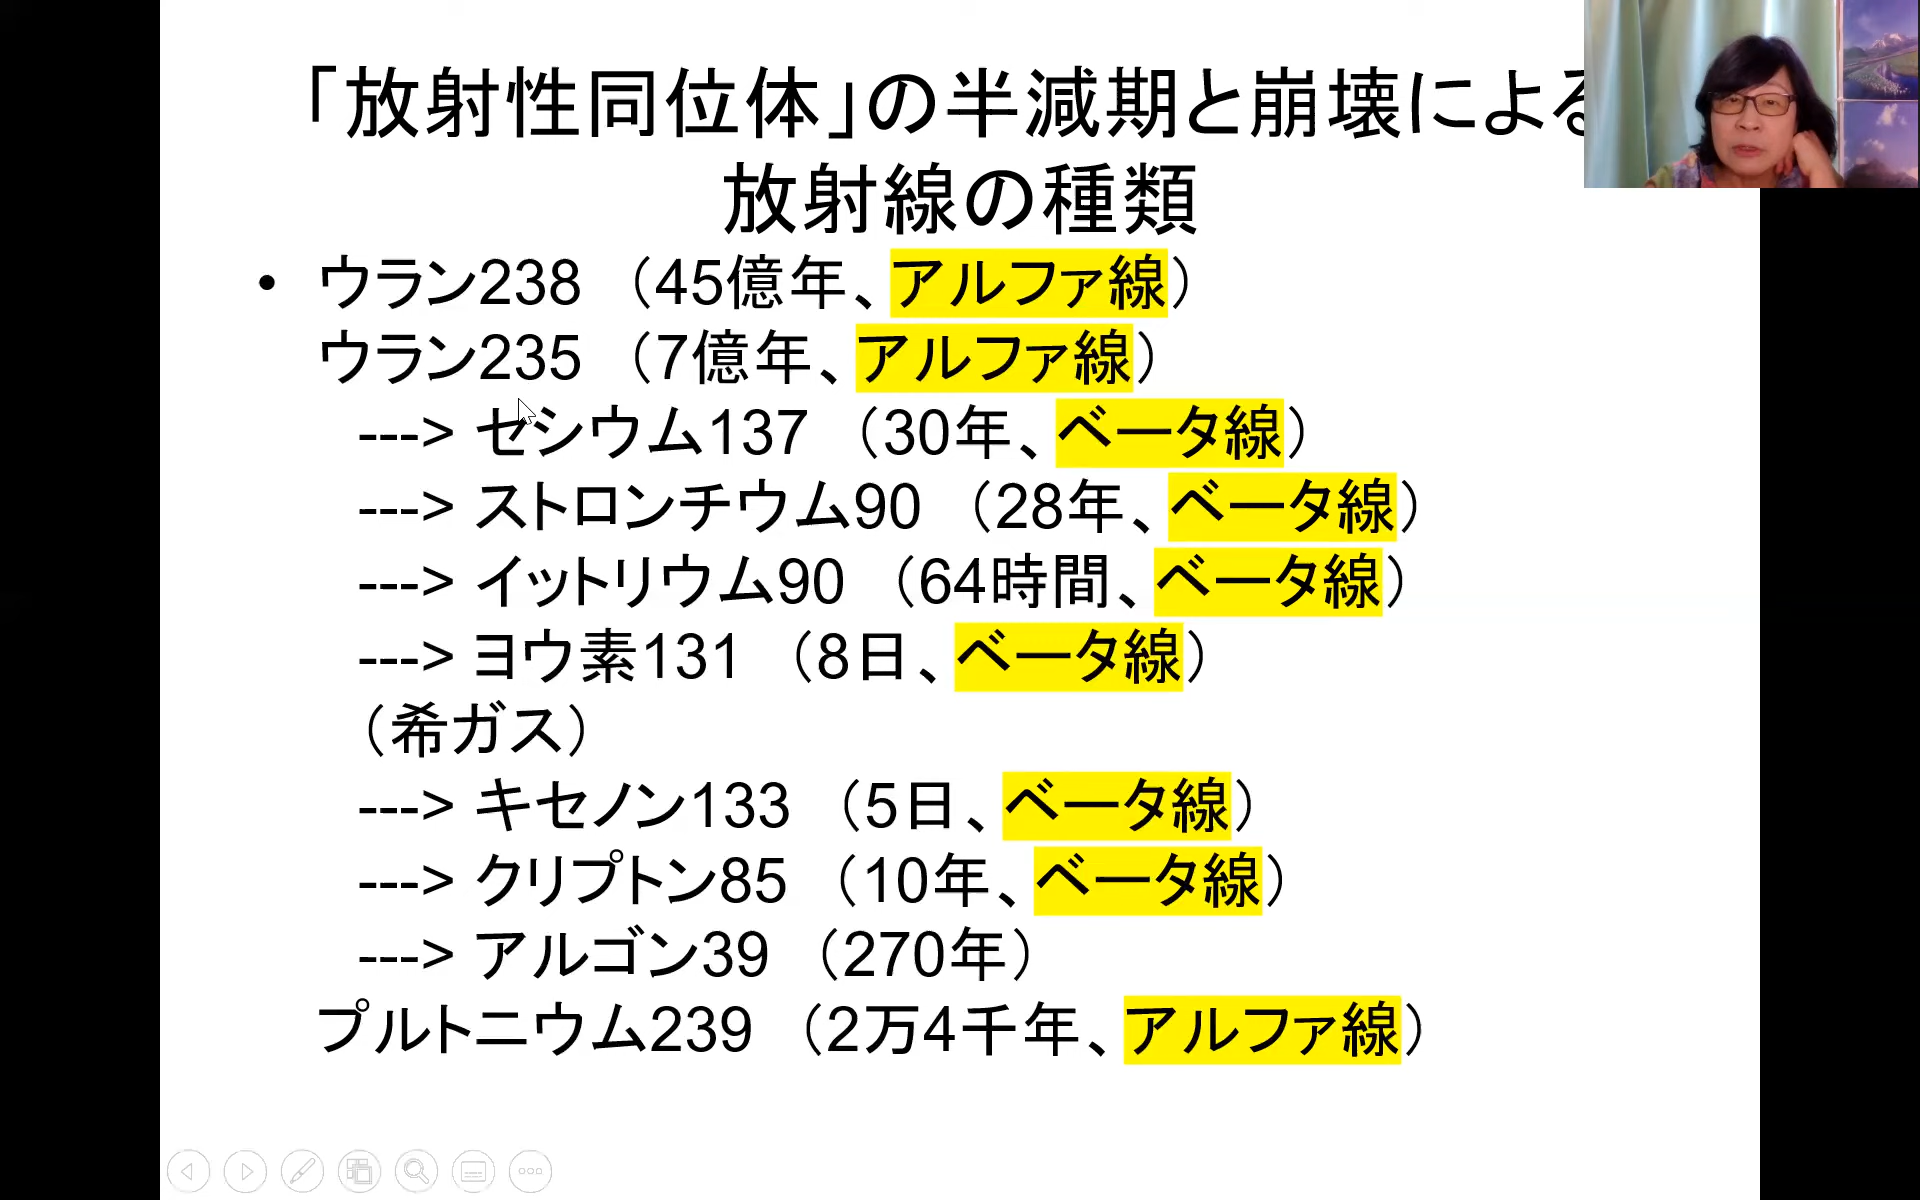 「放射性同位体」の半減期と崩壊による
放射線の種類
• ウラン238 （45億年、アルファ線）
ウラン235 （7億年、アルファ線）
---> セシウム137 （30年、ベータ線）
---> ストロンチウム90 （28年、ベータ線）
---> イットリウム90 （64時間、ベータ線）
---> ヨウ素131 （8日、ベータ線）
（希ガス）
---> キセノン133 （5日、ベータ線）
---> クリプトン85 （10年、ベータ線）
---> アルゴン39 （270年）
プルトニウム239 （2万4千年、アルファ線）